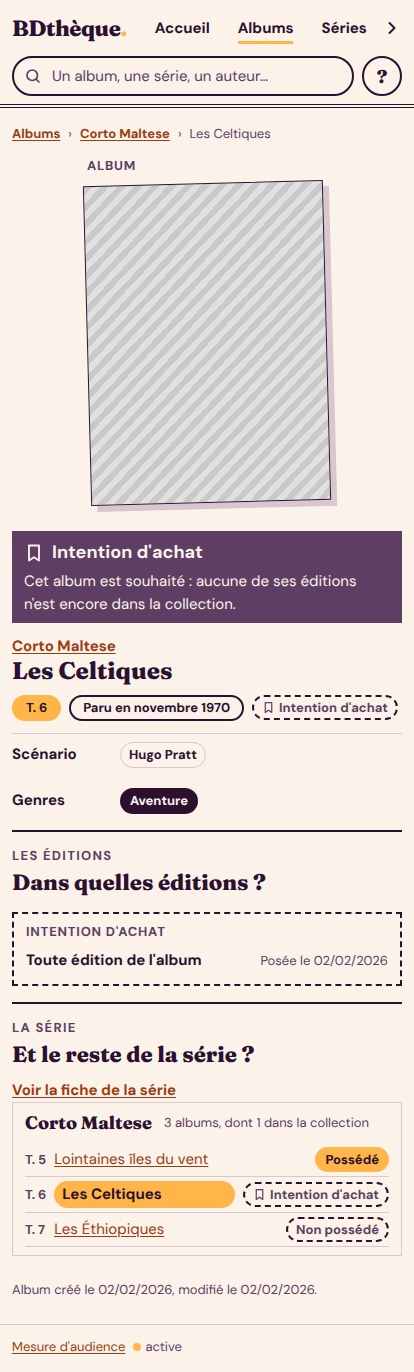 BDthèque. Accueil Albums Séries
Un album, une série, un auteur… ?
Albums › Corto Maltese › Les Celtiques
ALBUM
Intention d'achat
Cet album est souhaité : aucune de ses éditions
n'est encore dans la collection.
Corto Maltese
Les Celtiques
T. 6 Paru en novembre 1970 Intention d'achat
Scénario Hugo Pratt
Genres Aventure
LES ÉDITIONS
Dans quelles éditions ?
INTENTION D'ACHAT
Toute édition de l'album Posée le 02/02/2026
LA SÉRIE
Et le reste de la série ?
Voir la fiche de la série
Corto Maltese 3 albums, dont 1 dans la collection
T. 5 Lointaines îles du vent Possédé
T. 6 Les Celtiques Intention d'achat
T. 7 Les Éthiopiques Non possédé
Album créé le 02/02/2026, modifié le 02/02/2026.
Mesure d'audience active